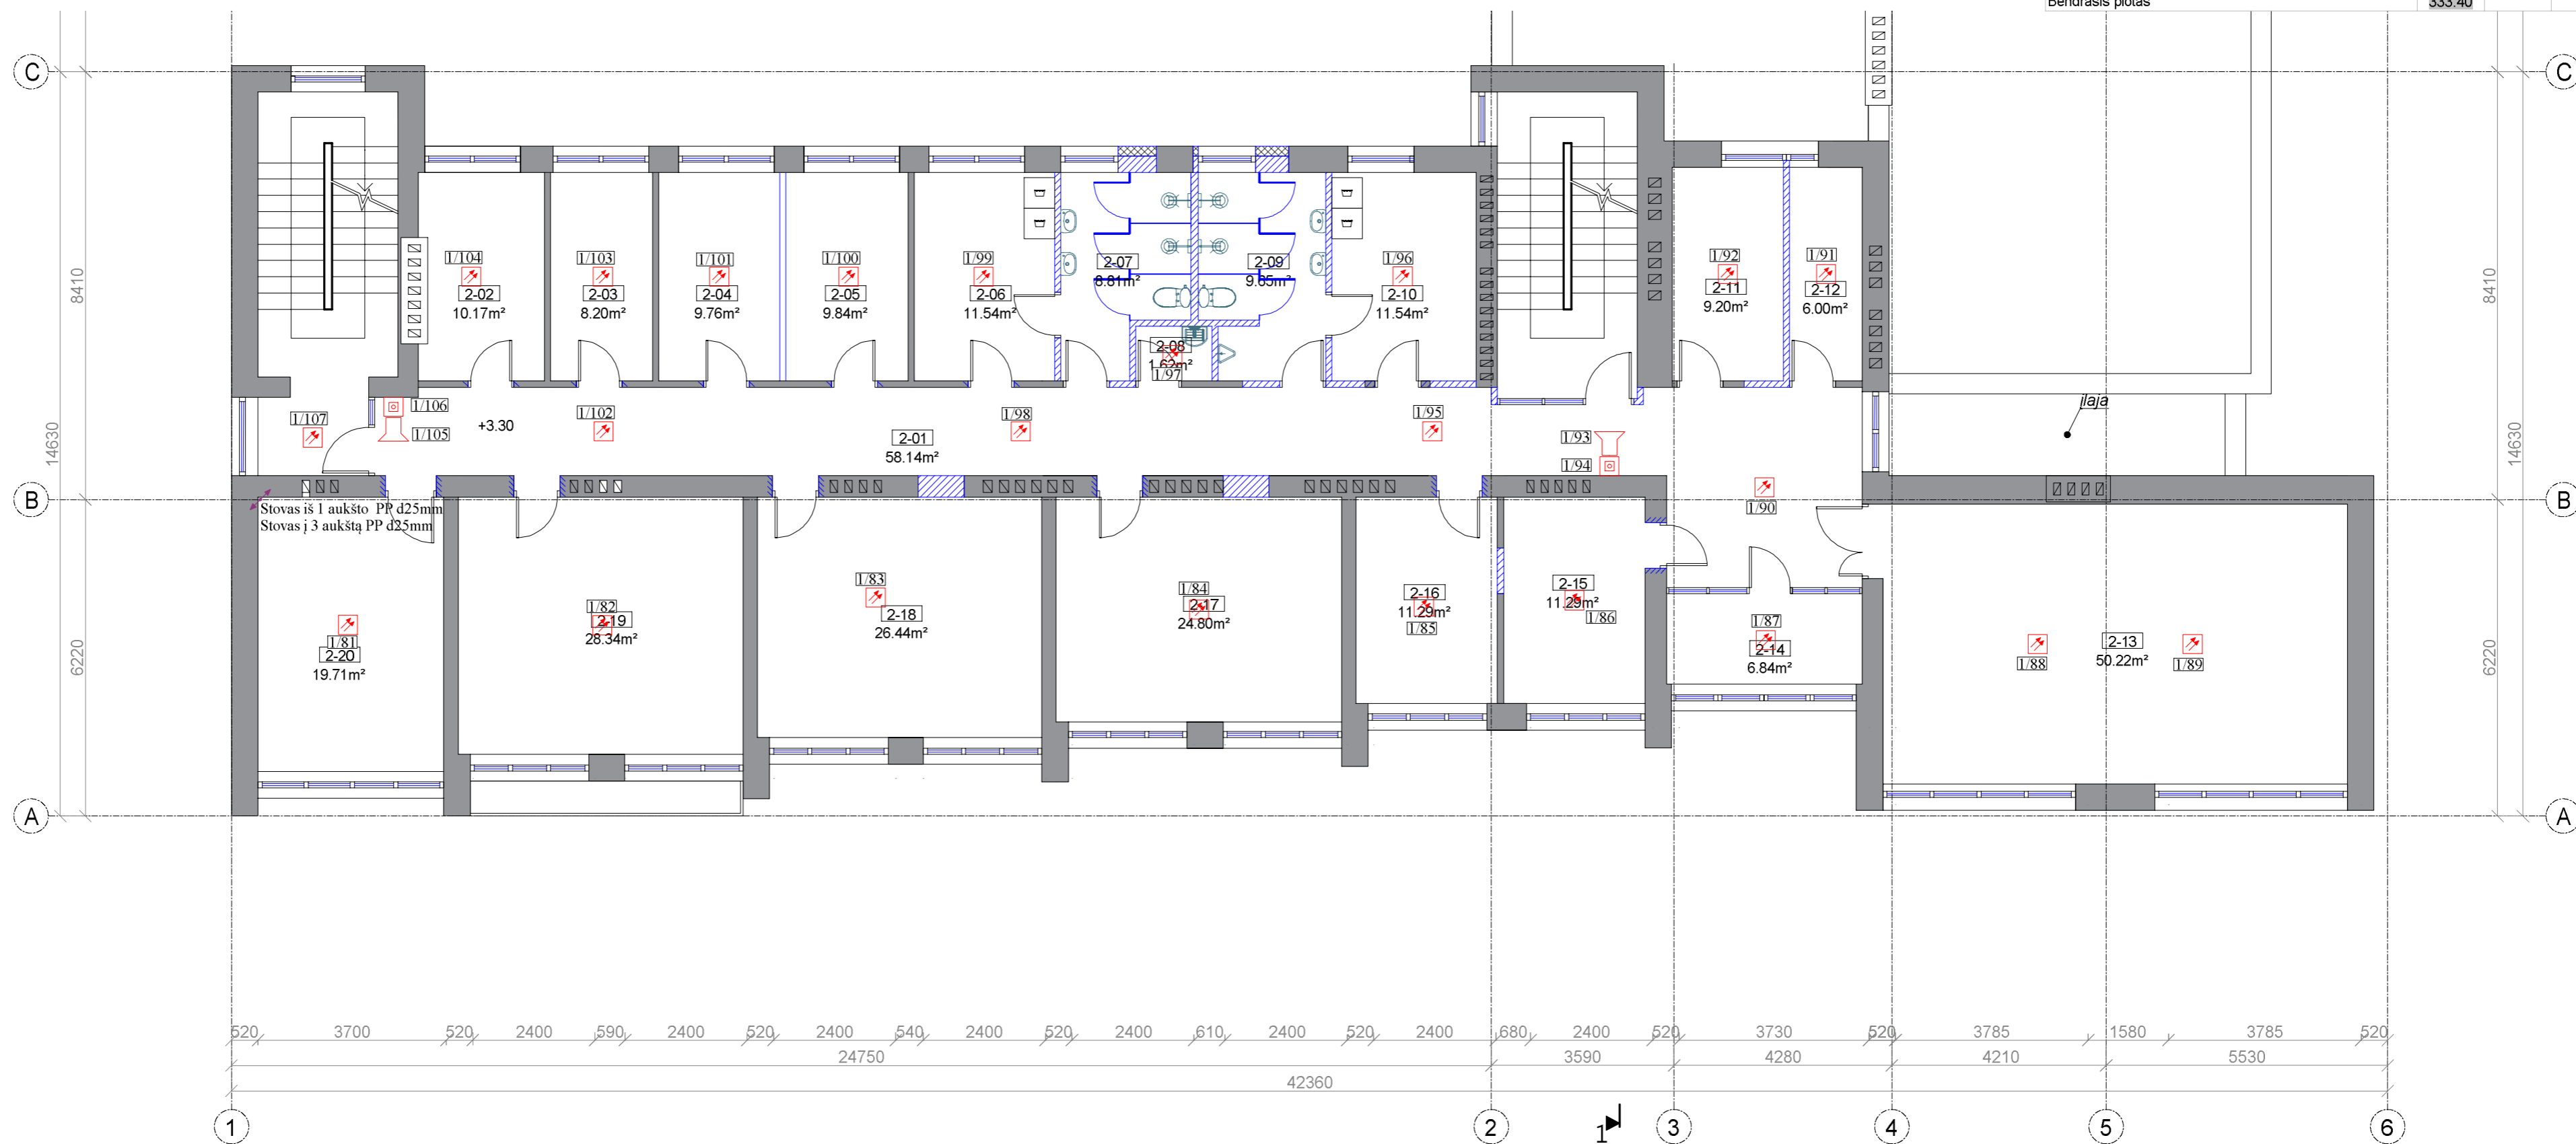 Bendrasis plotas 333.40
C
C
1/104
2-02
10.17m²
1/103
2-03
8.20m²
1/101
2-04
9.76m²
1/100
2-05
9.84m²
1/99
2-06
11.54m²
2-07
8.81m²
2-08
1.62m²
1/97
2-09
9.65m²
1/96
2-10
11.54m²
1/92
2-11
9.20m²
1/91
2-12
6.00m²
8410
14630
8410
14630
1/107
1/106
1/105
+3.30
1/102
2-01
58.14m²
1/98
1/95
1/93
1/94
1/90
įlaja
B
B
Stovas iš 1 aukšto PP d25mm
Stovas į 3 aukštą PP d25mm
1/81
2-20
19.71m²
1/82
2-19
28.34m²
1/83
2-18
26.44m²
1/84
2-17
24.80m²
2-16
11.29m²
1/85
2-15
11.29m²
1/86
1/87
2-14
6.84m²
1/88
2-13
50.22m²
1/89
6220
6220
A
A
520 3700 520 2400 590 2400 520 2400 540 2400 520 2400 610 2400 520 2400 680 2400 520 3730 520 3785 1580 3785 520
24750 3590 4280 4210 5530
42360
1 2 1 3 4 5 6